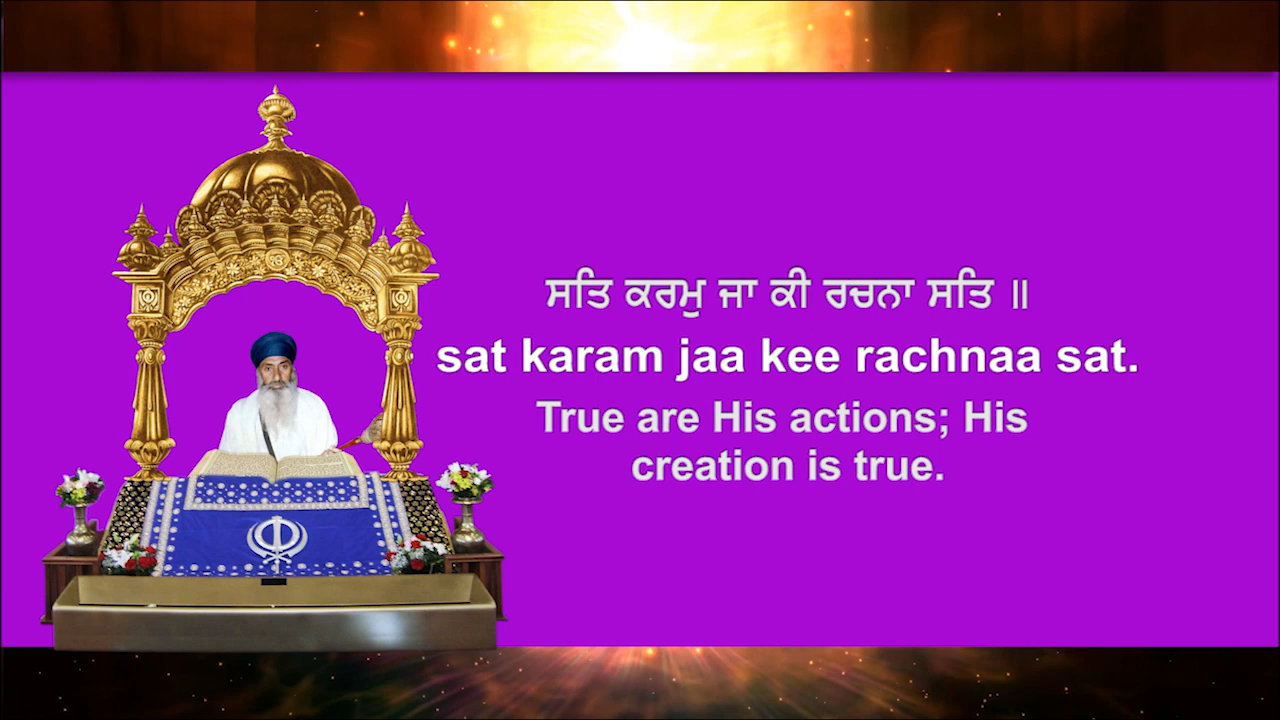 ਸਤਿ ਕਰਮੁ ਜਾ ਕੀ ਰਚਨਾ ਸਤਿ ॥
sat karam jaa kee rachnaa sat.
True are His actions; His
creation is true.